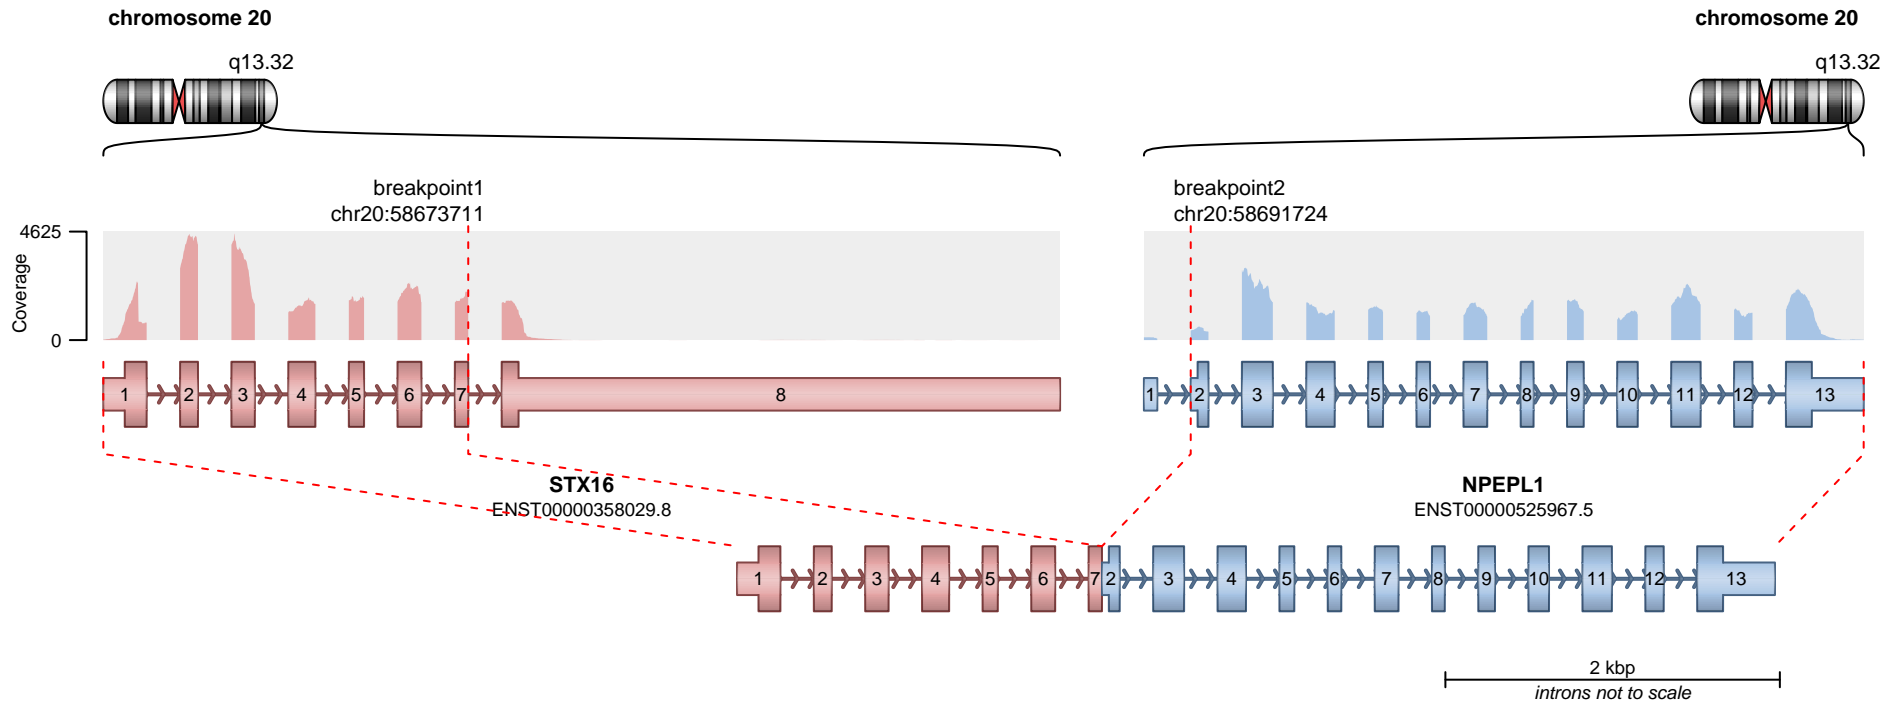 chromosome 20
chromosome 20
q13.32
q13.32
breakpoint1
chr20:58673711
breakpoint2
chr20:58691724
4625
Coverage
0
1 2 3 4 5 6 7 8
1 2 3 4 5 6 7 8 9 10 11 12 13
STX16
ENST00000358029.8
NPEPL1
ENST00000525967.5
1 2 3 4 5 6 7 2 3 4 5 6 7 8 9 10 11 12 13
2 kbp
introns not to scale